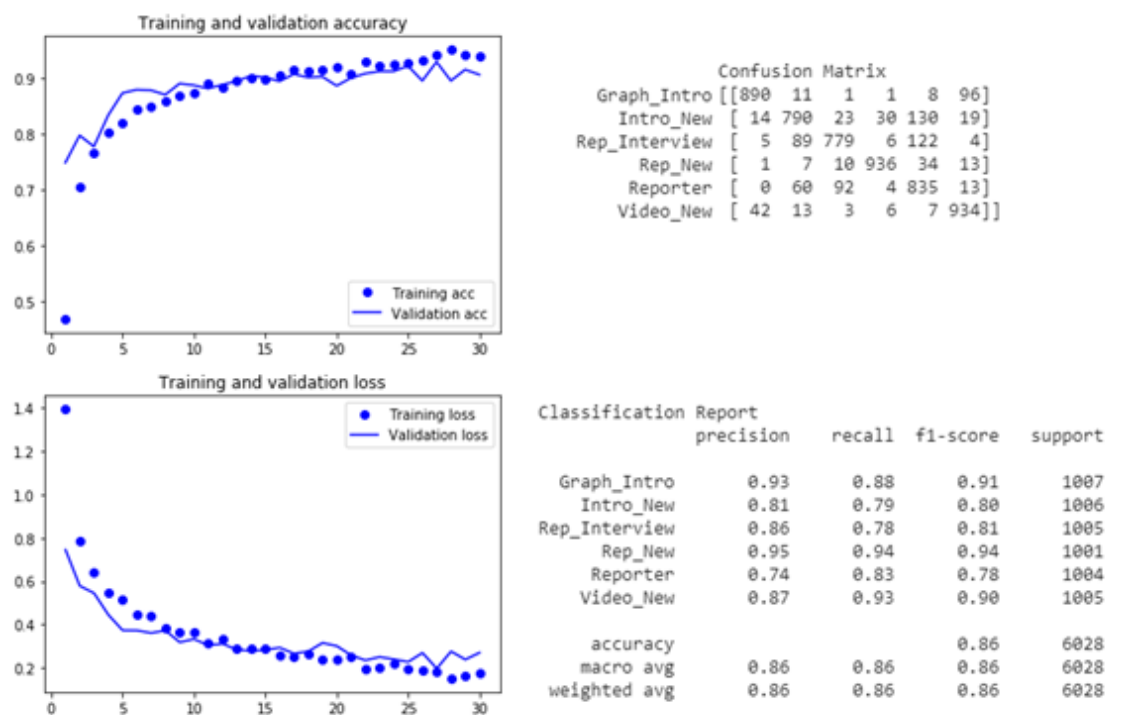 Training and validation accuracy
0.9
0.8
0.7
0.6
0.5
Training acc
Validation acc
0 5 10 15 20 25 30
Confusion Matrix
Graph_Intro [[890 11 1 1 8 96]
Intro_New [ 14 790 23 30 130 19]
Rep_Interview [ 5 89 779 6 122 4]
Rep_New [ 1 7 10 936 34 13]
Reporter [ 0 60 92 4 835 13]
Video_New [ 42 13 3 6 7 934]]
Training and validation loss
1.4
1.2
1.0
0.8
0.6
0.4
0.2
Training loss
Validation loss
0 5 10 15 20 25 30
Classification Report
precision recall f1-score support
Graph_Intro 0.93 0.88 0.91 1007
Intro_New 0.81 0.79 0.80 1006
Rep_Interview 0.86 0.78 0.81 1005
Rep_New 0.95 0.94 0.94 1001
Reporter 0.74 0.83 0.78 1004
Video_New 0.87 0.93 0.90 1005
accuracy 0.86 6028
macro avg 0.86 0.86 0.86 6028
weighted avg 0.86 0.86 0.86 6028